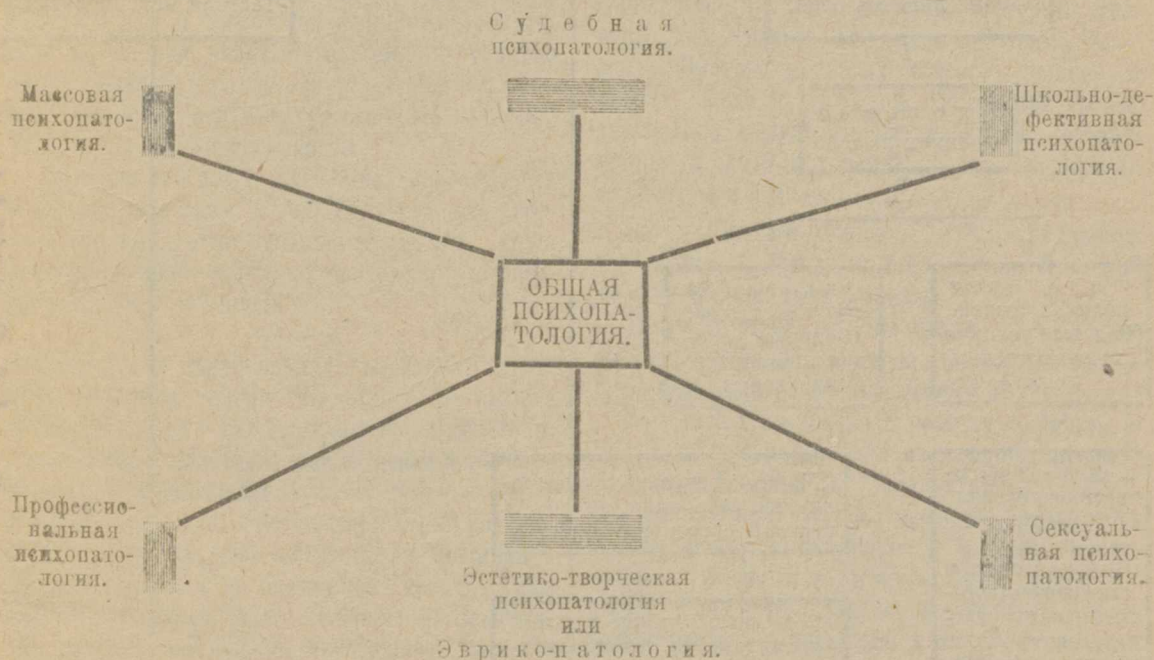 Судебная
психопатология.
Массовая
психопато-
логия.
Школьно-де-
фективная
психопато-
логия.
ОБЩАЯ
ПСИХОПА-
ТОЛОГИЯ.
Профессио-
нальная
психопато-
логия.
Эстетико-творческая
психопатология
или
Эврико-патология.
Сексуаль-
ная психо-
патология.